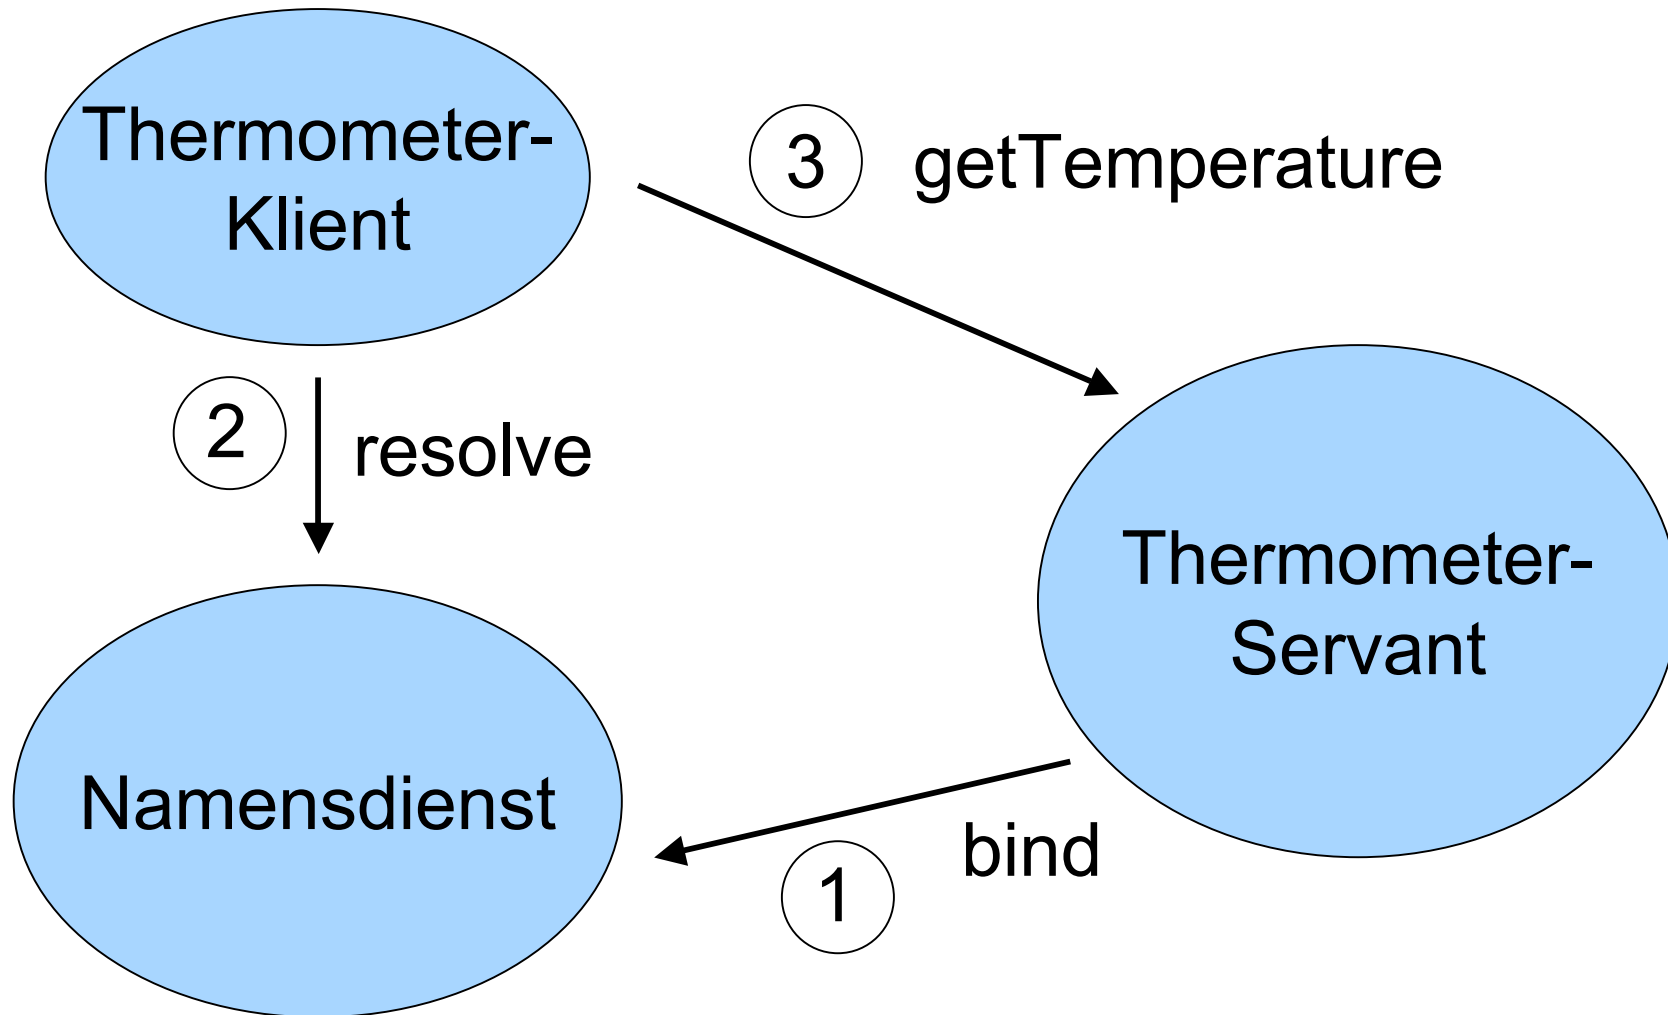 Thermometer-
Klient
3 getTemperature
2 resolve
Thermometer-
Servant
Namensdienst
bind
1